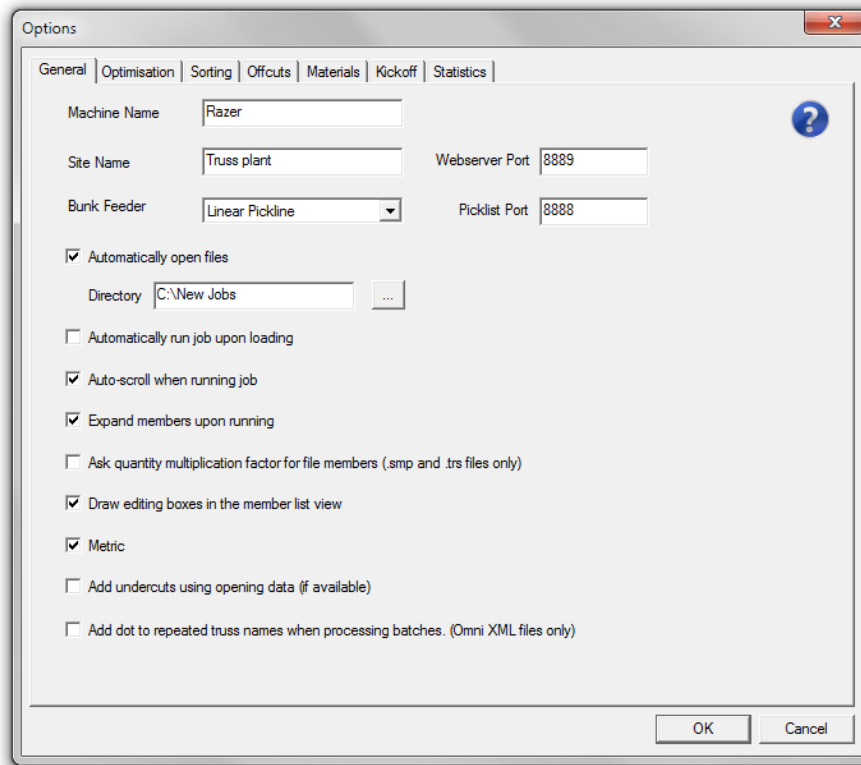 Options
General Optimisation Sorting Offcuts Materials Kickoff Statistics
Machine Name Razer
Site Name Truss plant Webserver Port 8889
Bunk Feeder Linear Pickline Picklist Port 8888
Automatically open files
Directory C:\New Jobs ...
Automatically run job upon loading
Auto-scroll when running job
Expand members upon running
Ask quantity multiplication factor for file members (.smp and .trs files only)
Draw editing boxes in the member list view
Metric
Add undercuts using opening data (if available)
Add dot to repeated truss names when processing batches. (Omni XML files only)
OK Cancel